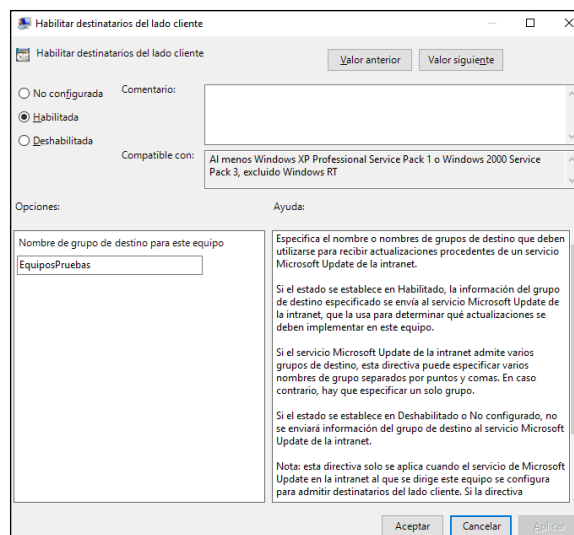 Habilitar destinatarios del lado cliente
Habilitar destinatarios del lado cliente
Valor anterior
Valor siguiente
No configurada
Comentario:
Habilitada
Deshabilitada
Compatible con:
Al menos Windows XP Professional Service Pack 1 o Windows 2000 Service
Pack 3, excluido Windows RT
Opciones:
Ayuda:
Nombre de grupo de destino para este equipo
EquiposPruebas
Especifica el nombre o nombres de grupos de destino que deben
utilizarse para recibir actualizaciones procedentes de un servicio
Microsoft Update de la intranet.
Si el estado se establece en Habilitado, la información del grupo
de destino especificado se envía al servicio Microsoft Update de
la intranet, que la usa para determinar qué actualizaciones se
deben implementar en este equipo.
Si el servicio Microsoft Update de la intranet admite varios
grupos de destino, esta directiva puede especificar varios
nombres de grupo separados por puntos y comas. En caso
contrario, hay que especificar un solo grupo.
Si el estado se establece en Deshabilitado o No configurado, no
se enviará información del grupo de destino al servicio Microsoft
Update de la intranet.
Nota: esta directiva solo se aplica cuando el servicio de Microsoft
Update en la intranet al que se dirige este equipo se configura
para admitir destinatarios del lado cliente. Si la directiva
Aceptar
Cancelar
Aplicar